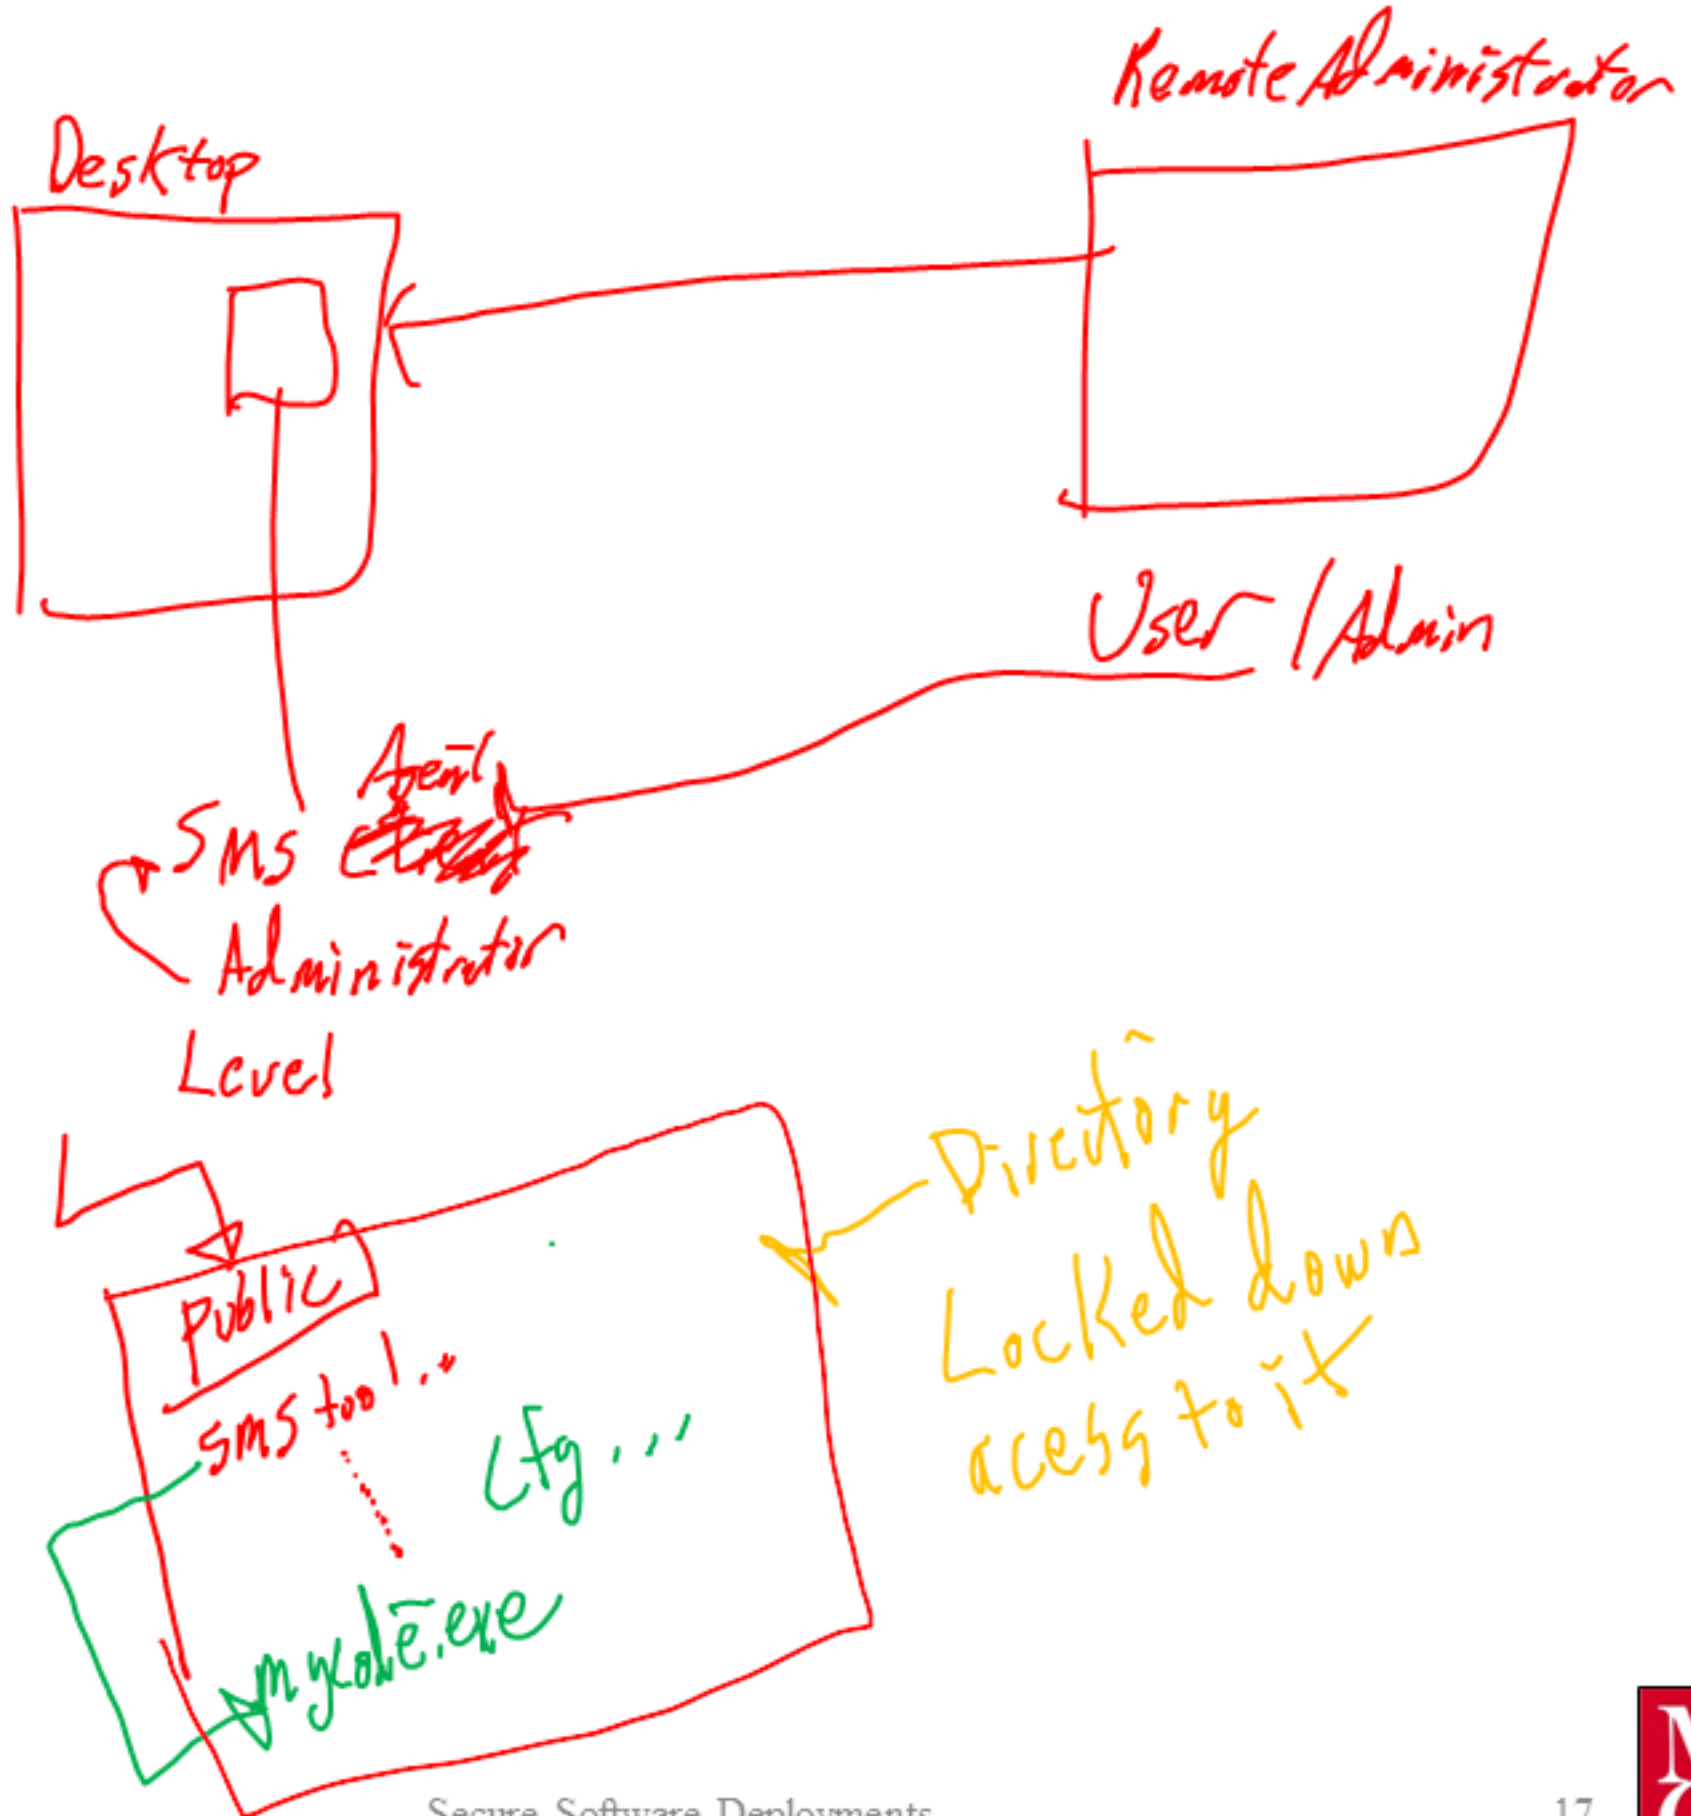 Remote Administrator
Desktop
User / Admin
Agent
SMS
Administrator
Level
Directory
Locked down
acess to it
public
sms tool..
cfg...
mycode.exe
Secure Software Deployments
17